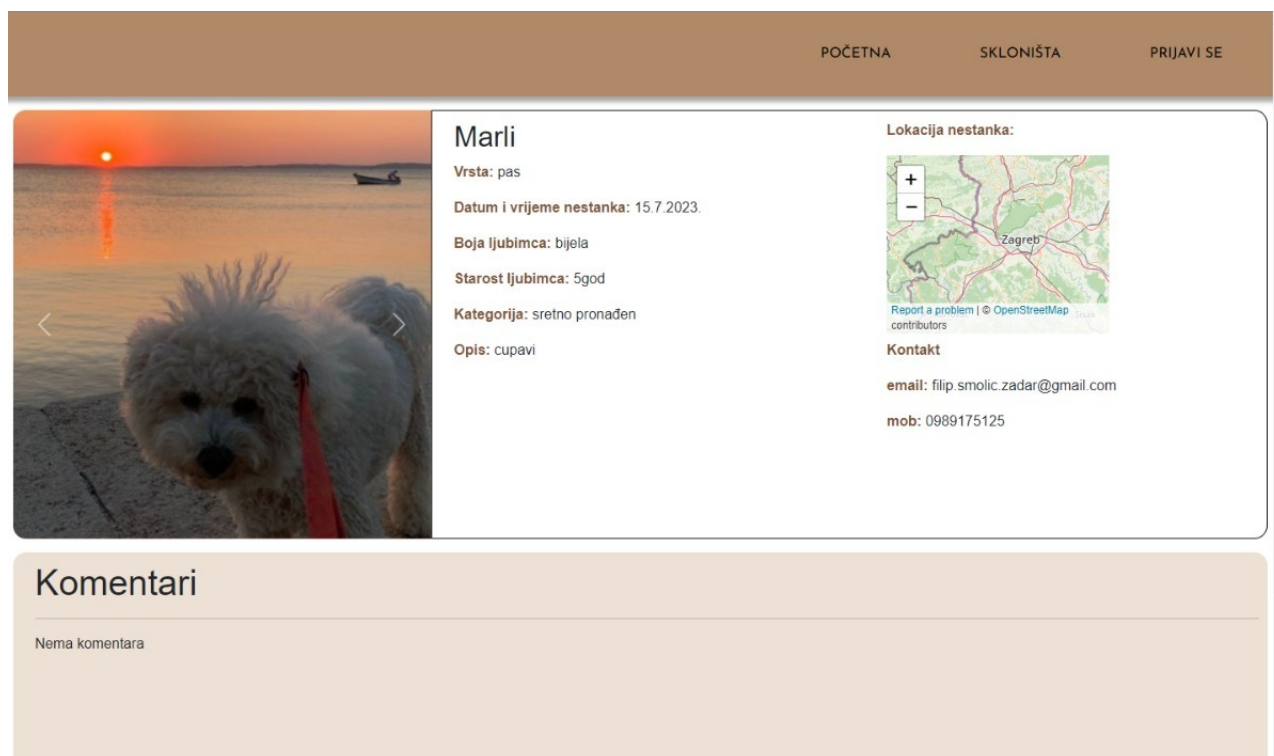 POČETNA SKLONIŠTA PRIJAVI SE
Marli
Vrsta: pas
Datum i vrijeme nestanka: 15.7.2023.
Boja ljubimca: bijela
Starost ljubimca: 5god
Kategorija: sretno pronađen
Opis: cupavi
Lokacija nestanka:
+
−
Zagreb
Report a problem | © OpenStreetMap
contributors
Kontakt
email: filip.smolic.zadar@gmail.com
mob: 0989175125
Komentari
Nema komentara